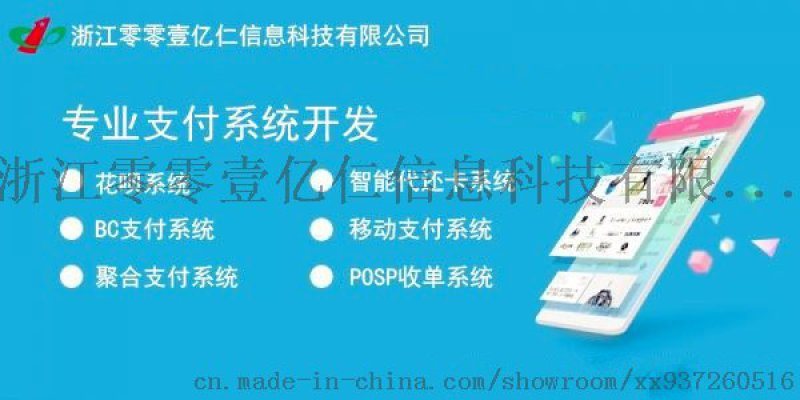 浙江零零壹亿仁信息科技有限公司
专业支付系统开发
浙江零零壹亿仁信息科技有限...
花呗系统
智能代还卡系统
BC支付系统
移动支付系统
聚合支付系统
POSP收单系统
cn.made-in-china.com/showroom/xx937260516